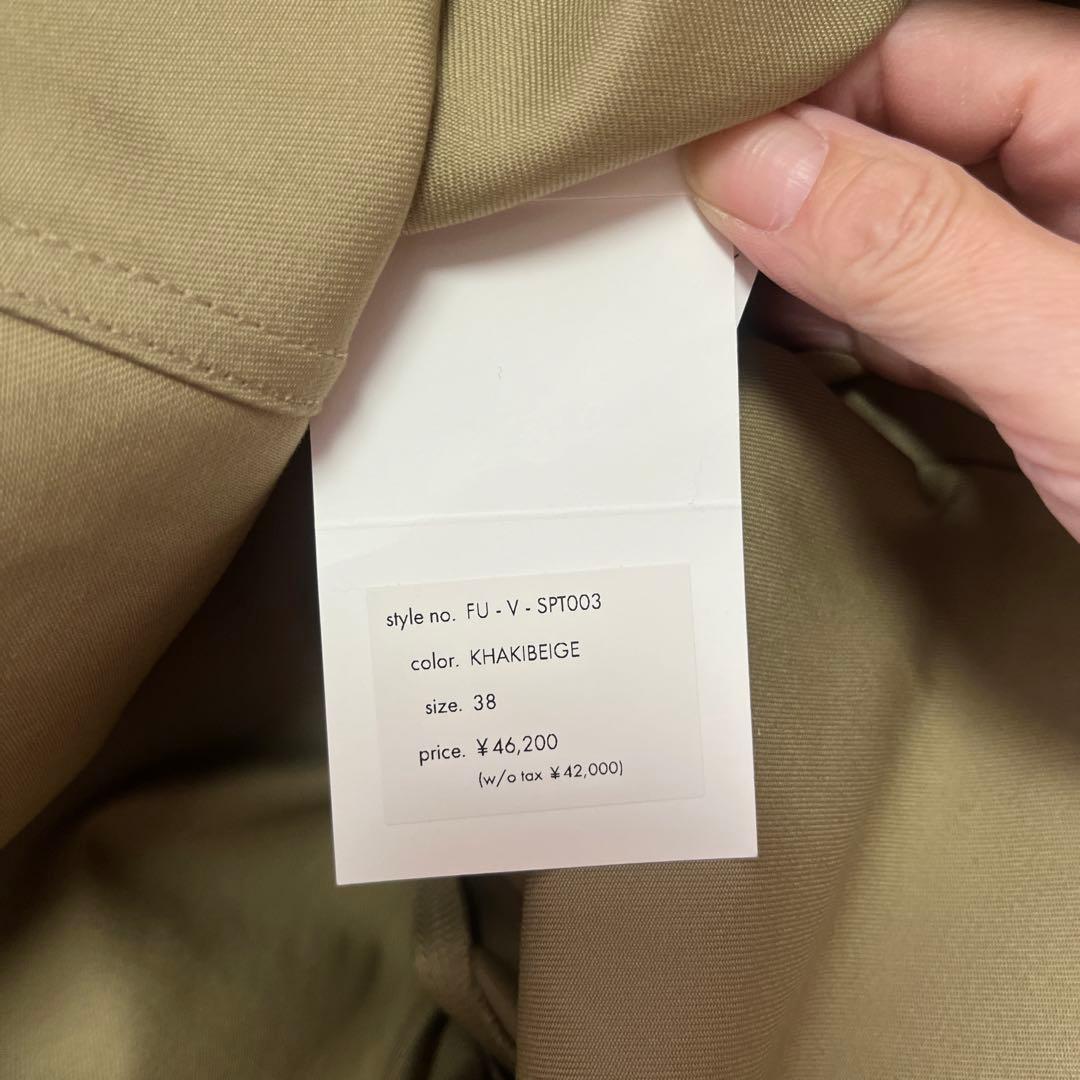 style no. FU - V - SPT003
color. KHAKIBEIGE
size. 38
price. ¥46,200
(w/o tax ¥42,000)